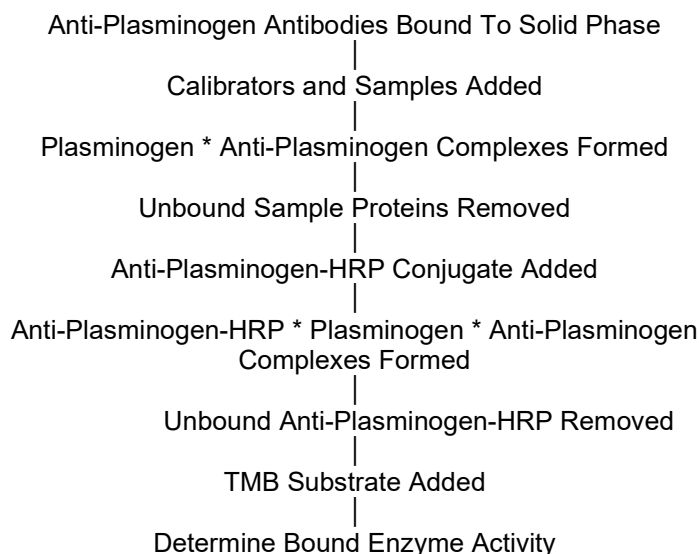 Anti-Plasminogen Antibodies Bound To Solid Phase
Calibrators and Samples Added
Plasminogen * Anti-Plasminogen Complexes Formed
Unbound Sample Proteins Removed
Anti-Plasminogen-HRP Conjugate Added
Anti-Plasminogen-HRP * Plasminogen * Anti-Plasminogen
Complexes Formed
Unbound Anti-Plasminogen-HRP Removed
TMB Substrate Added
Determine Bound Enzyme Activity